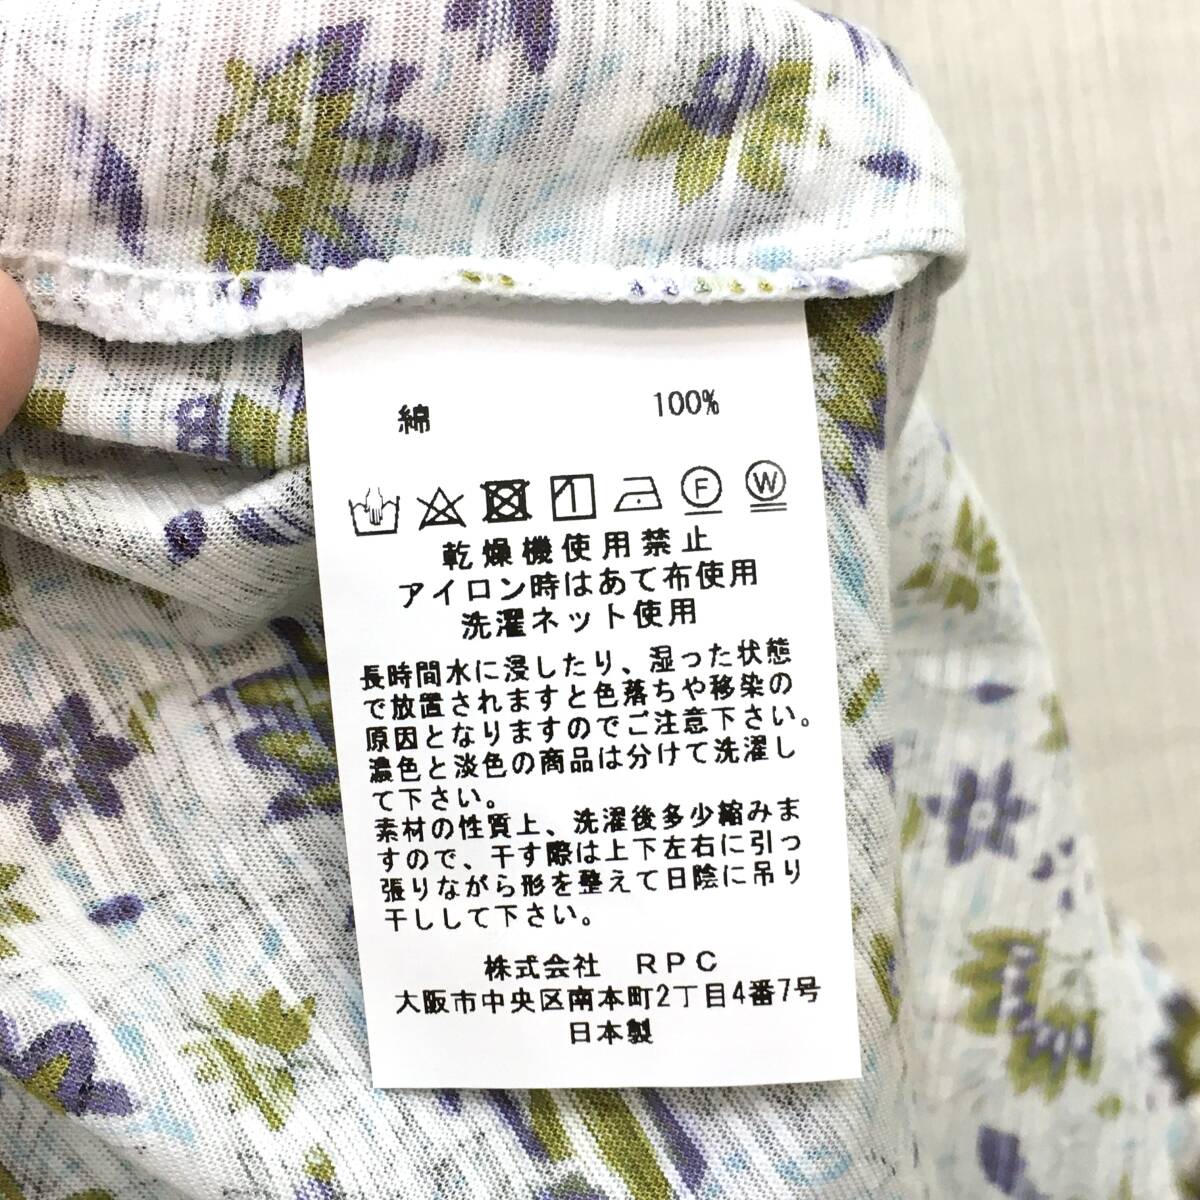 綿 100%
F W
乾燥機使用禁止
アイロン時はあて布使用
洗濯ネット使用
長時間水に浸したり、湿った状態
で放置されますと色落ちや移染の
原因となりますのでご注意下さい。
濃色と淡色の商品は分けて洗濯し
て下さい。
素材の性質上、洗濯後多少縮みま
すので、干す際は上下左右に引っ
張りながら形を整えて日陰に吊り
干しして下さい。
株式会社 RPC
大阪市中央区南本町2丁目4番7号
日本製